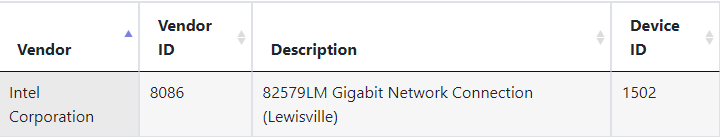 Vendor
Vendor ID
Description
Device ID
Intel Corporation
8086
82579LM Gigabit Network Connection
(Lewisville)
1502